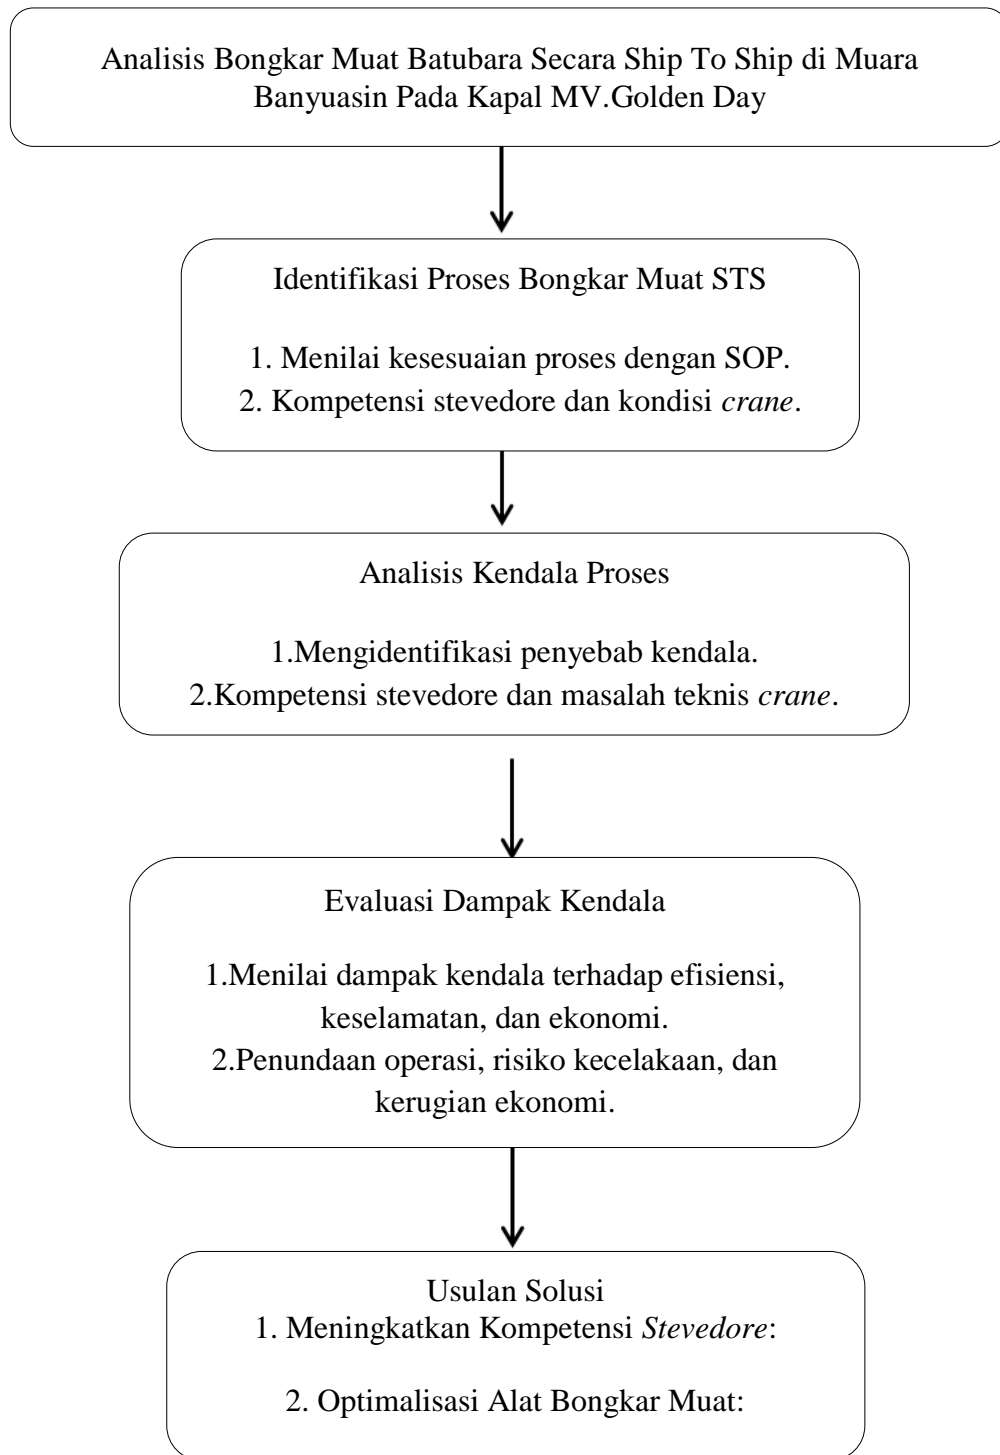 Analisis Bongkar Muat Batubara Secara Ship To Ship di Muara
Banyuasin Pada Kapal MV.Golden Day
Identifikasi Proses Bongkar Muat STS
1. Menilai kesesuaian proses dengan SOP.
2. Kompetensi stevedore dan kondisi crane.
Analisis Kendala Proses
1.Mengidentifikasi penyebab kendala.
2.Kompetensi stevedore dan masalah teknis crane.
Evaluasi Dampak Kendala
1.Menilai dampak kendala terhadap efisiensi,
keselamatan, dan ekonomi.
2.Penundaan operasi, risiko kecelakaan, dan
kerugian ekonomi.
Usulan Solusi
1. Meningkatkan Kompetensi Stevedore:
2. Optimalisasi Alat Bongkar Muat: